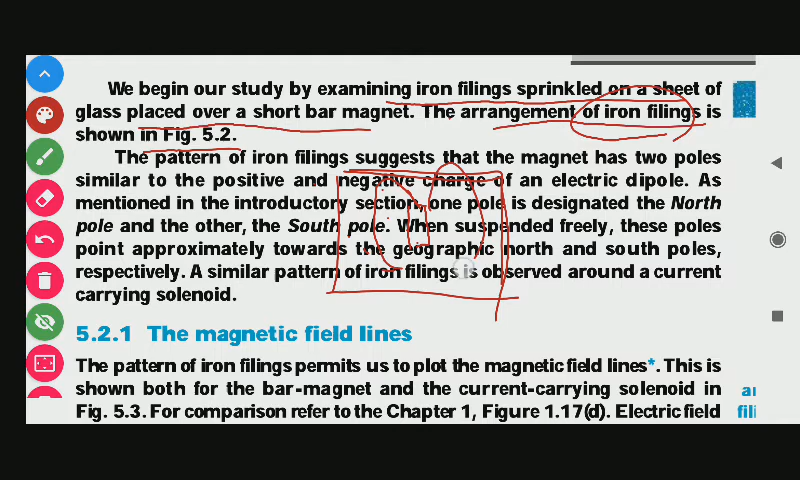 We begin our study by examining iron filings sprinkled on a sheet of
glass placed over a short bar magnet. The arrangement of iron filings is
shown in Fig. 5.2.
The pattern of iron filings suggests that the magnet has two poles
similar to the positive and negative charge of an electric dipole. As
mentioned in the introductory section, one pole is designated the North
pole and the other, the South pole. When suspended freely, these poles
point approximately towards the geographic north and south poles,
respectively. A similar pattern of iron filings is observed around a current
carrying solenoid.
5.2.1 The magnetic field lines
The pattern of iron filings permits us to plot the magnetic field lines*. This is
shown both for the bar-magnet and the current-carrying solenoid in
Fig. 5.3. For comparison refer to the Chapter 1, Figure 1.17(d). Electric field